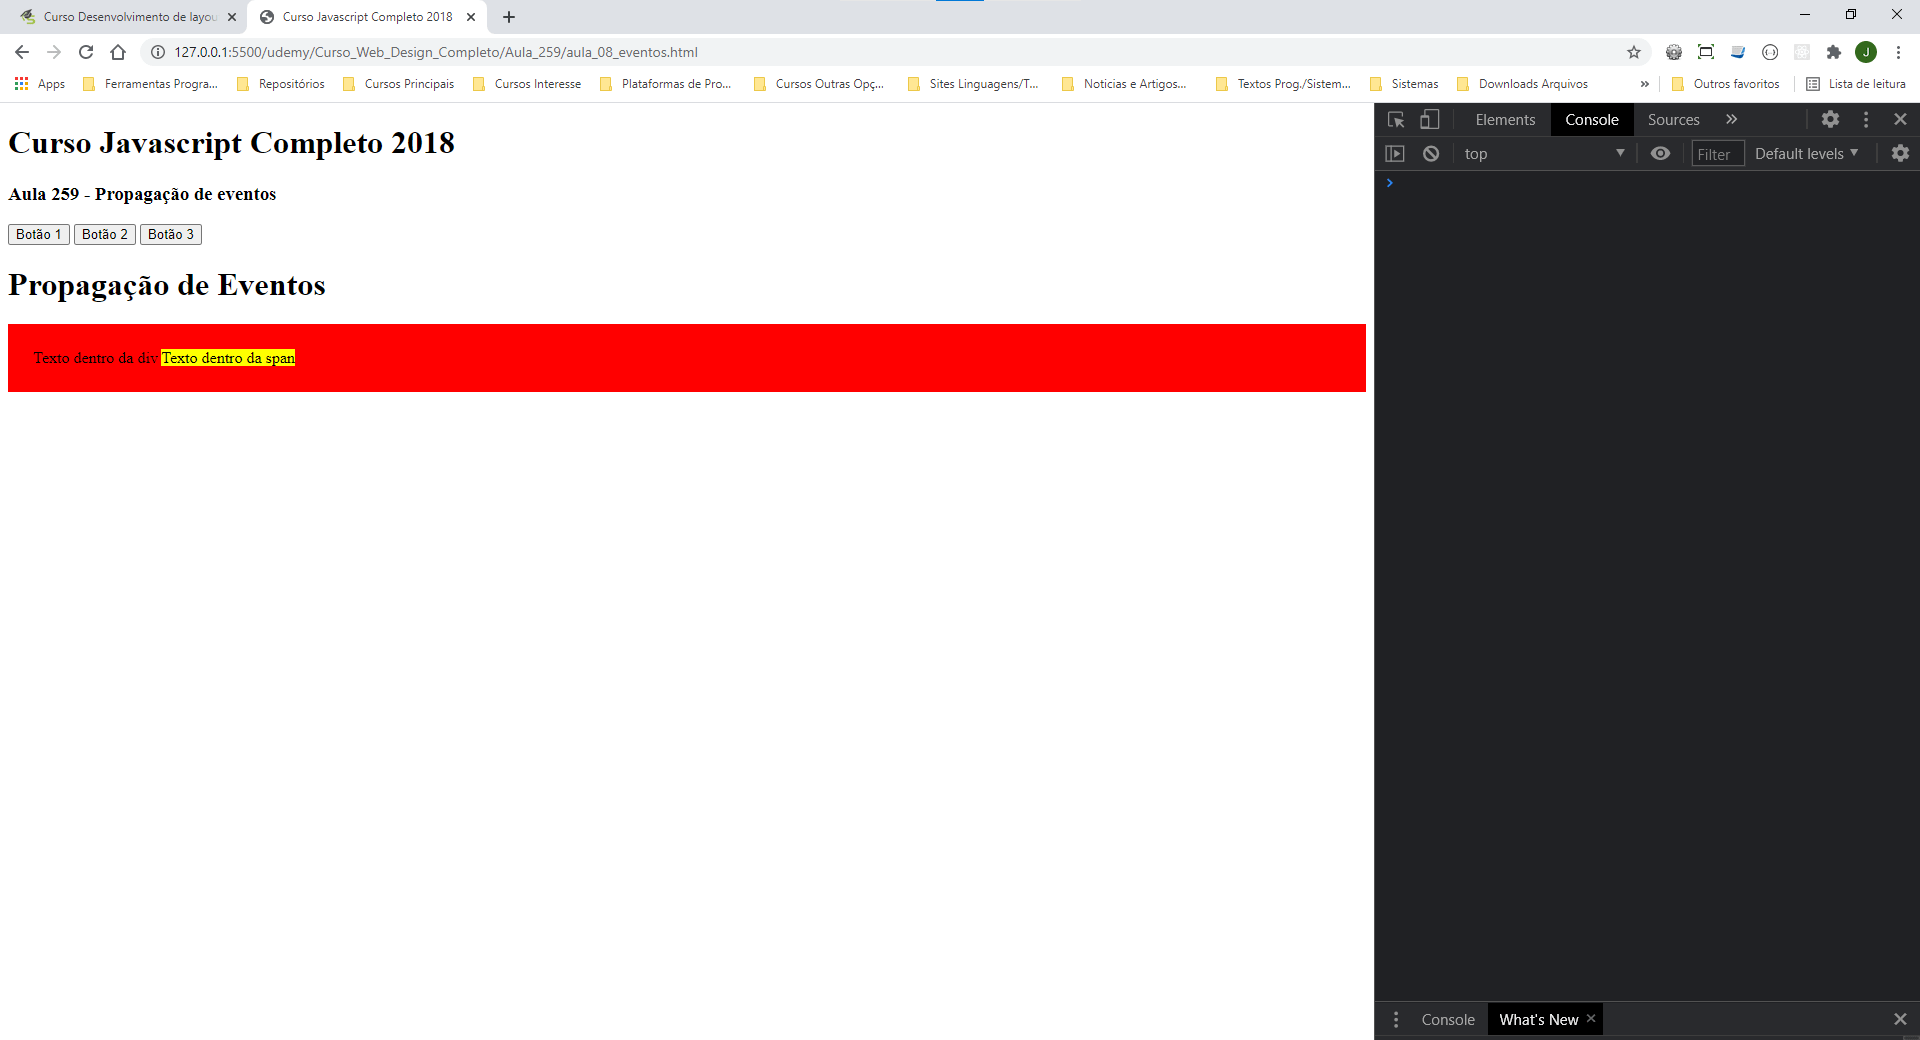 Curso Desenvolvimento de layou
Curso Javascript Completo 2018
127.0.0.1:5500/udemy/Curso_Web_Design_Completo/Aula_259/aula_08_eventos.html
J
Apps
Ferramentas Progra...
Repositórios
Cursos Principais
Cursos Interesse
Plataformas de Pro...
Cursos Outras Opç...
Sites Linguagens/T...
Noticias e Artigos...
Textos Prog./Sistem...
Sistemas
Downloads Arquivos
»
Outros favoritos
Lista de leitura
Curso Javascript Completo 2018
Aula 259 - Propagação de eventos
Botão 1 Botão 2 Botão 3
Propagação de Eventos
Texto dentro da div Texto dentro da span
Elements Console Sources »
top Filter Default levels
Console What's New